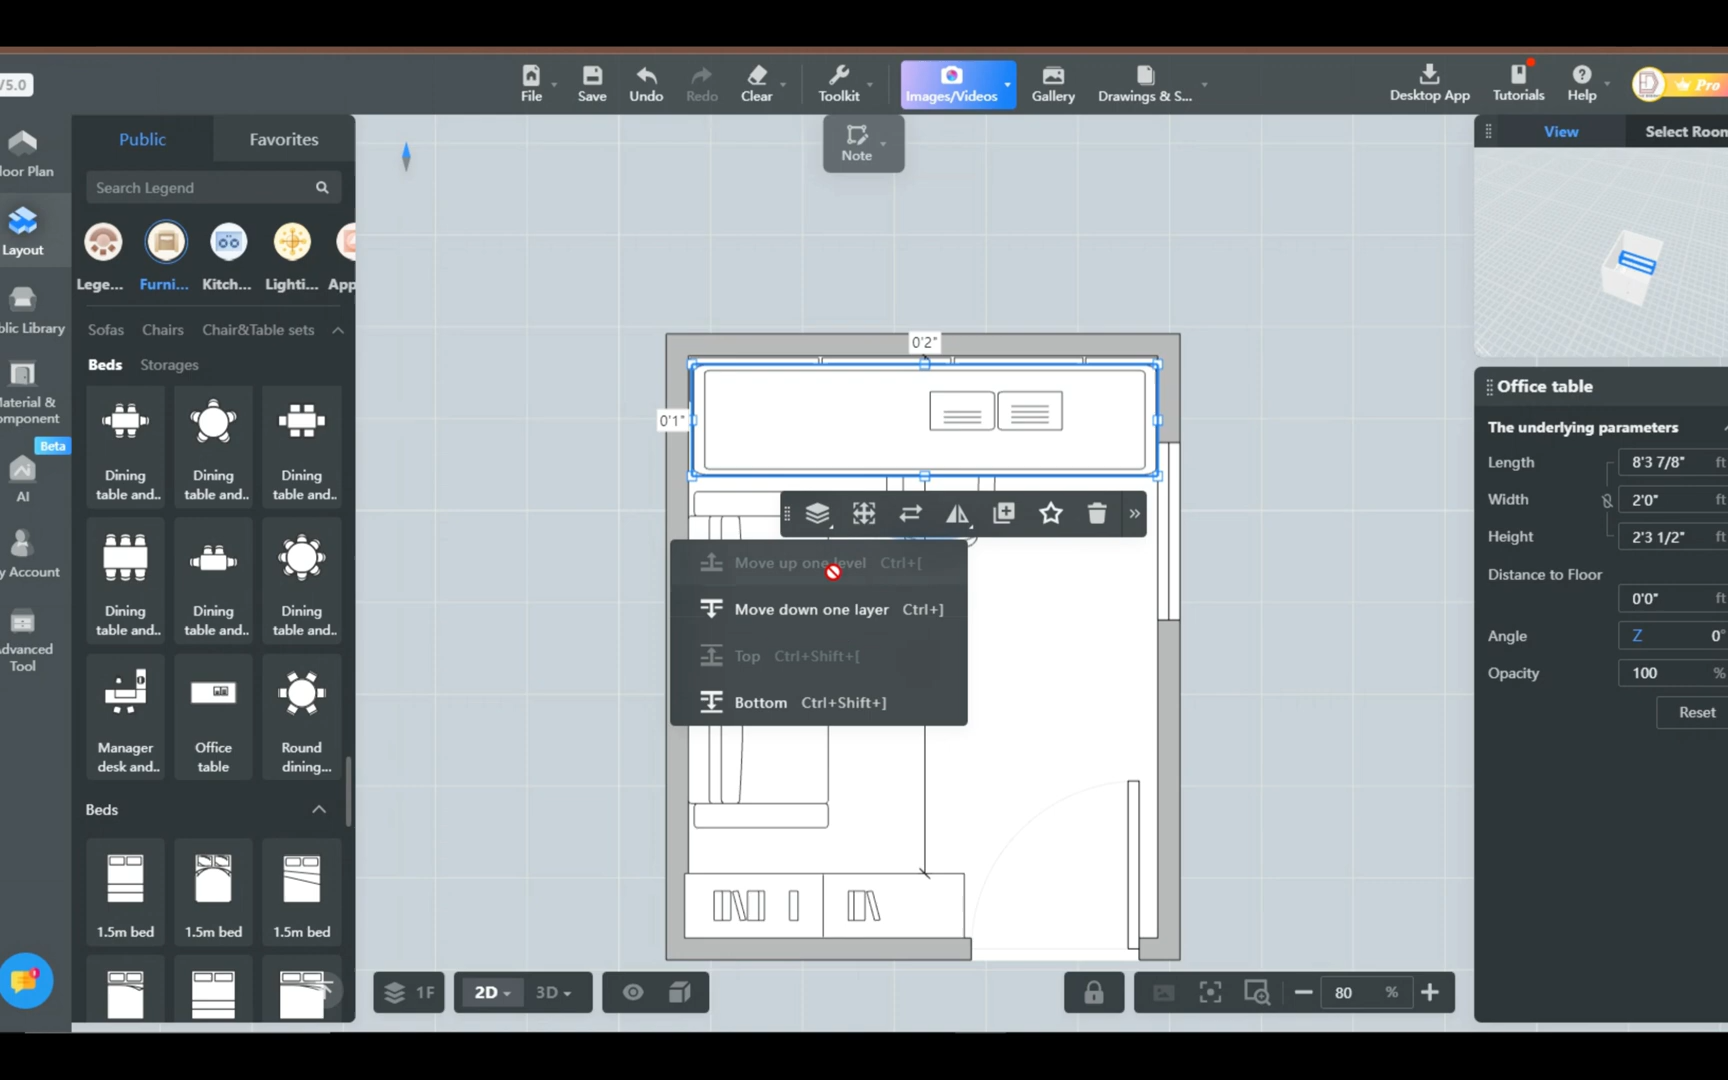 V5.0
File
Save
Undo
Redo
Clear
Toolkit
Images/Videos
Gallery
Drawings & S...
Desktop App
Tutorials
Help
Pro
Note
loor Plan
Layout
blic Library
Material &
omponent
Beta
AI
y Account
Advanced
Tool
Public
Favorites
Search Legend
Lege...
Furni...
Kitch...
Lighti...
App
Sofas
Chairs
Chair&Table sets
Beds
Storages
Dining
table and..
Dining
table and..
Dining
table and..
Dining
table and..
Dining
table and..
Dining
table and..
Manager
desk and..
Office
table
Round
dining...
Beds
1.5m bed
1.5m bed
1.5m bed
0'2"
0'1"
Move up one level Ctrl+[
Move down one layer Ctrl+]
Top Ctrl+Shift+[
Bottom Ctrl+Shift+]
1F
2D
3D
80 %
View
Select Room
Office table
The underlying parameters
Length 8'3 7/8" ft
Width 2'0" ft
Height 2'3 1/2" ft
Distance to Floor
0'0" ft
Angle Z 0°
Opacity 100 %
Reset